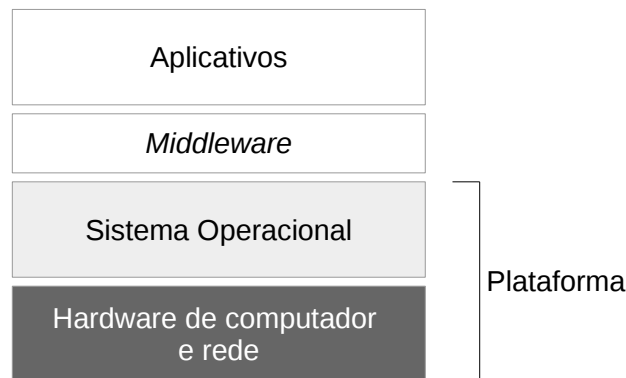 Aplicativos
Middleware
Sistema Operacional
Plataforma
Hardware de computador
e rede